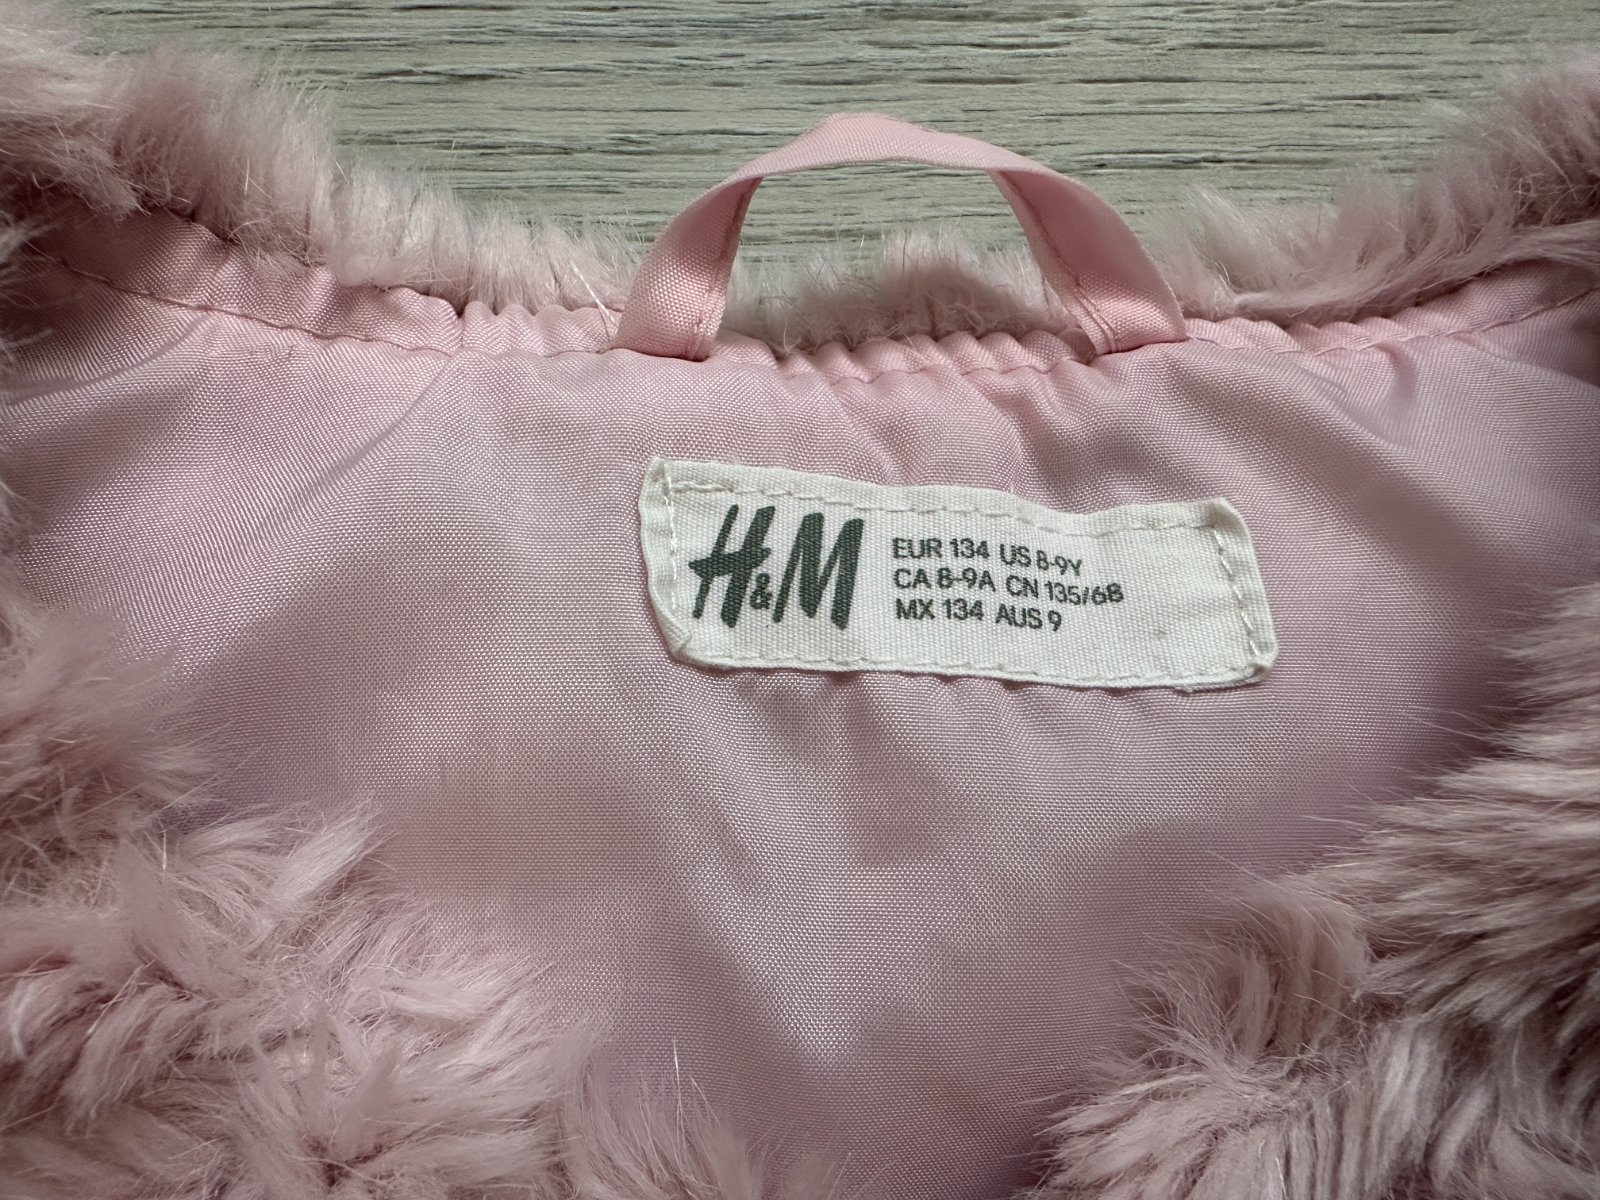 H&M
EUR 134 US 8-9Y
CA 8-9A CN 135/68
MX 134 AUS 9